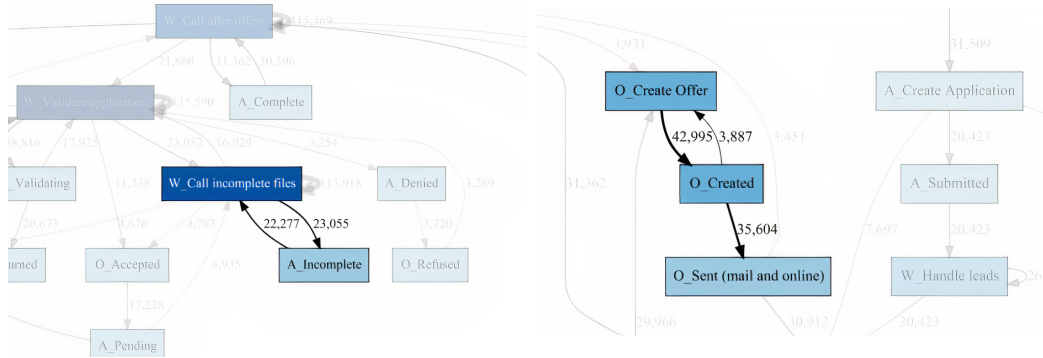 W_Call after offers
115,569
21,880
31,362
30,396
W_Validate application
115,590
A_Complete
38,816
17,925
23,052
16,929
3,254
_Validating
W_Call incomplete files
113,918
A_Denied
3,289
11,738
20,673
4,676
4,783
22,277
23,055
3,720
urned
O_Accepted
4,935
A_Incomplete
O_Refused
17,228
A_Pending
3,931
31,509
O_Create Offer
A_Create Application
42,995
3,887
3,451
20,423
31,362
O_Created
A_Submitted
35,604
7,697
20,423
O_Sent (mail and online)
W_Handle leads
26
29,966
30,912
20,423